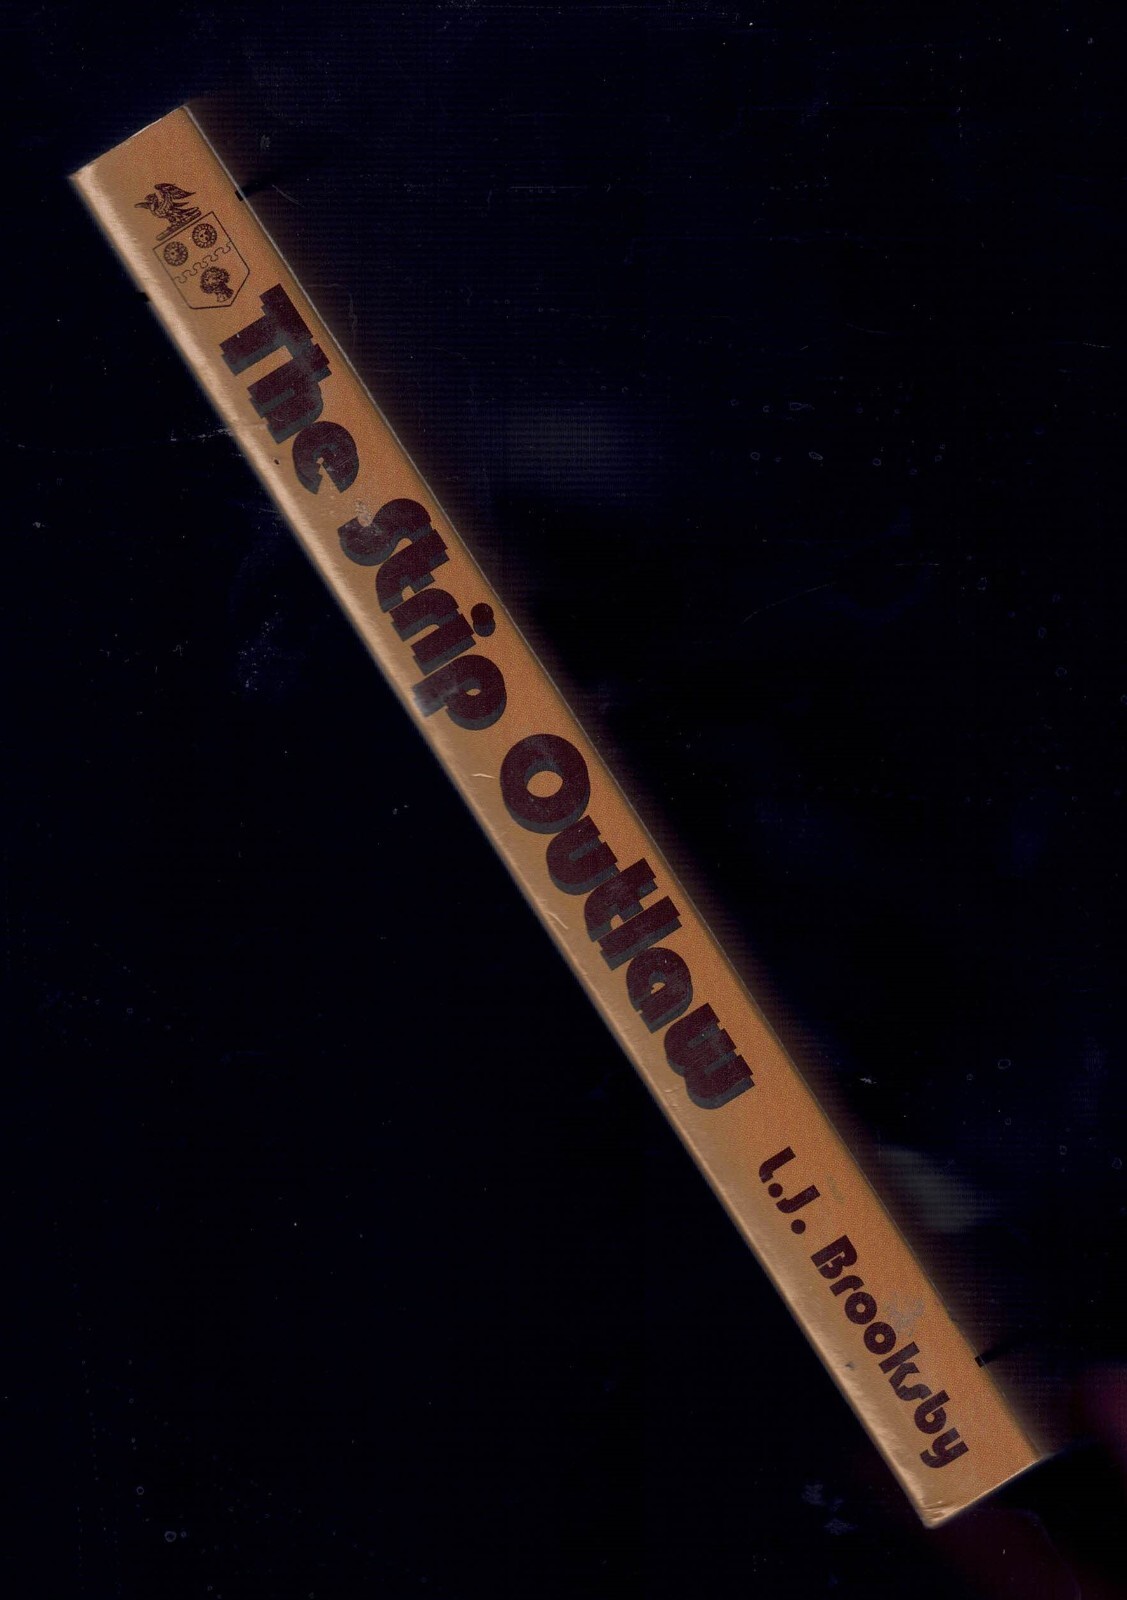 The Strip Outlaw
L.J. Brooksby